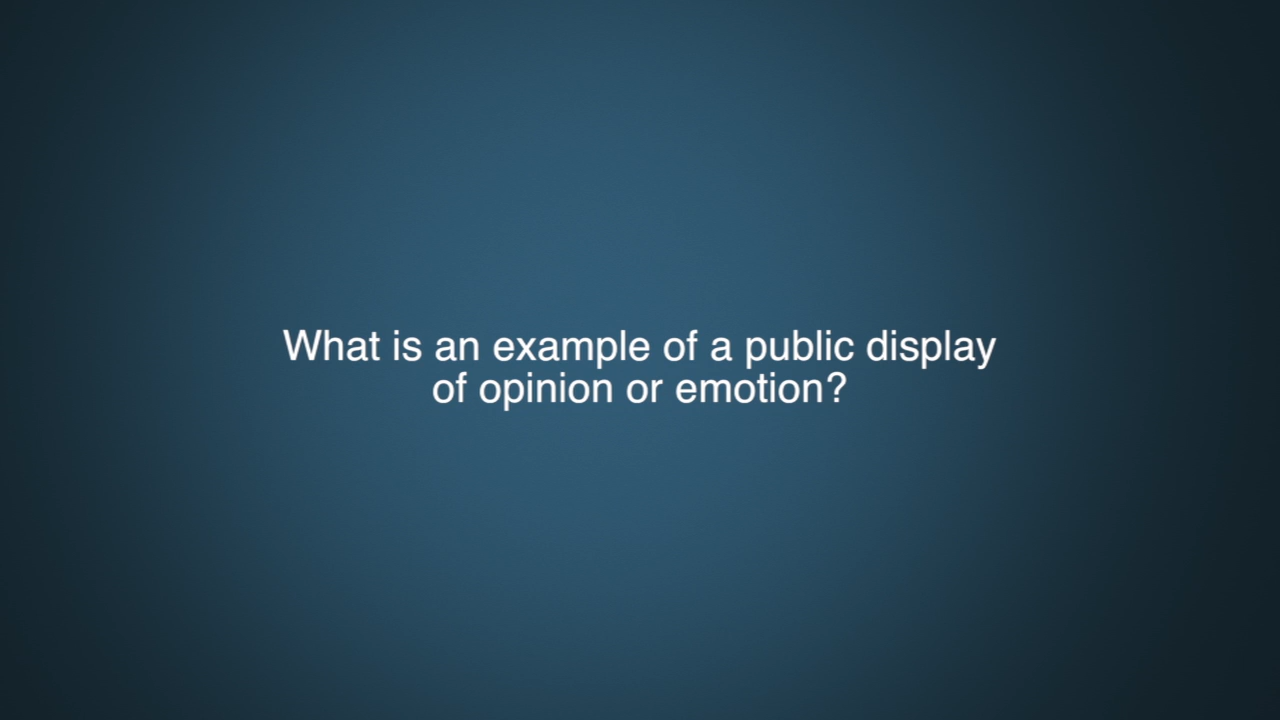 What is an example of a public display
of opinion or emotion?